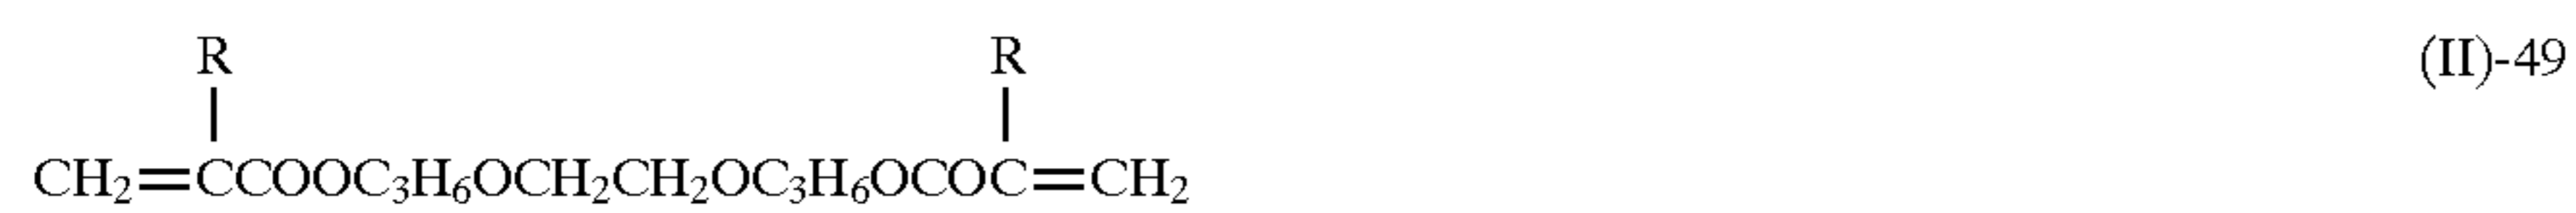 R R (II)-49
CH₂=CCOOC₃H₆OCH₂CH₂OC₃H₆OCOC=CH₂